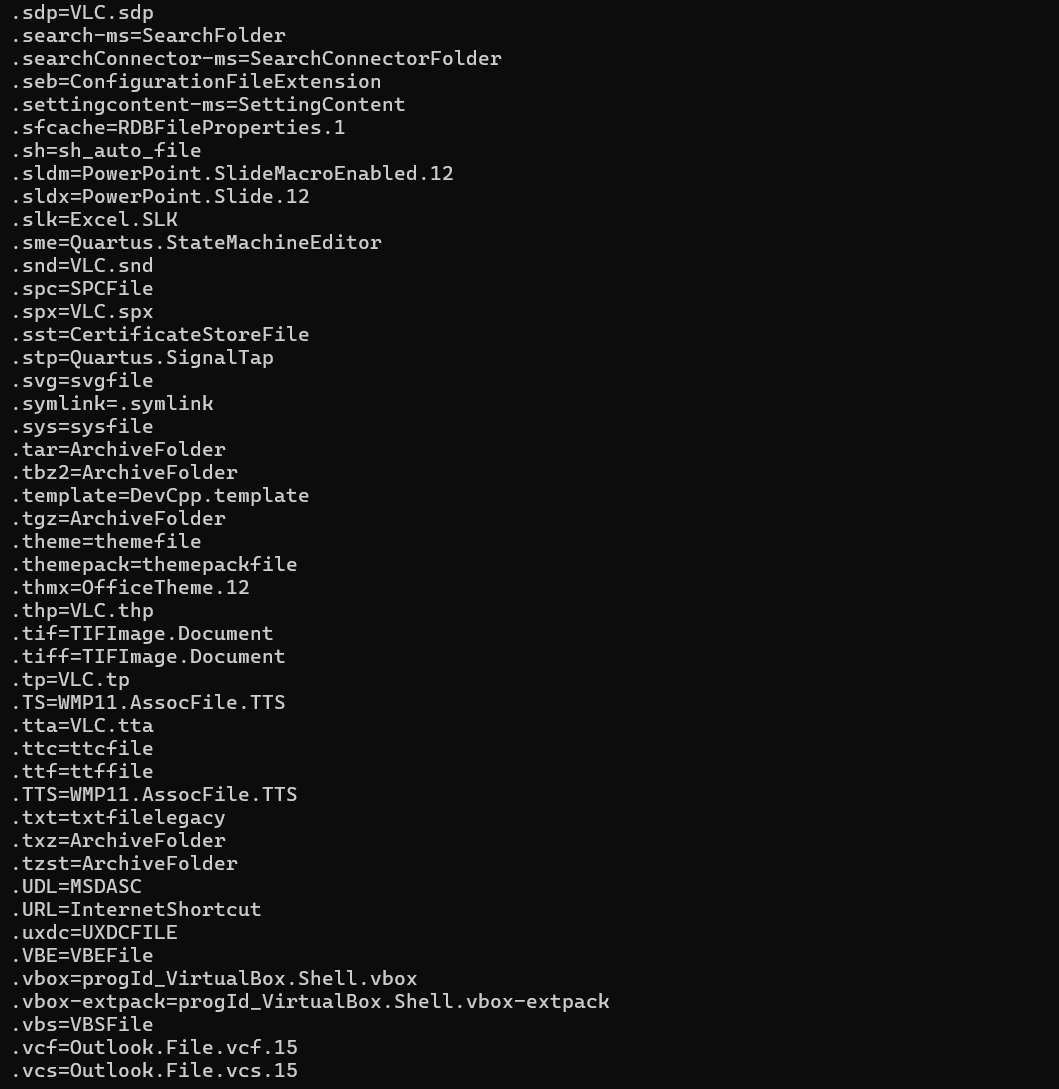 .sdp=VLC.sdp
.search-ms=SearchFolder
.searchConnector-ms=SearchConnectorFolder
.seb=ConfigurationFileExtension
.settingcontent-ms=SettingContent
.sfcache=RDBFileProperties.1
.sh=sh_auto_file
.sldm=PowerPoint.SlideMacroEnabled.12
.sldx=PowerPoint.Slide.12
.slk=Excel.SLK
.sme=Quartus.StateMachineEditor
.snd=VLC.snd
.spc=SPCFile
.spx=VLC.spx
.sst=CertificateStoreFile
.stp=Quartus.SignalTap
.svg=svgfile
.symlink=.symlink
.sys=sysfile
.tar=ArchiveFolder
.tbz2=ArchiveFolder
.template=DevCpp.template
.tgz=ArchiveFolder
.theme=themefile
.themepack=themepackfile
.thmx=OfficeTheme.12
.thp=VLC.thp
.tif=TIFImage.Document
.tiff=TIFImage.Document
.tp=VLC.tp
.TS=WMP11.AssocFile.TTS
.tta=VLC.tta
.ttc=ttcfile
.ttf=ttffile
.TTS=WMP11.AssocFile.TTS
.txt=txtfilelegacy
.txz=ArchiveFolder
.tzst=ArchiveFolder
.UDL=MSDASC
.URL=InternetShortcut
.uxdc=UXDCFILE
.VBE=VBEFile
.vbox=progId_VirtualBox.Shell.vbox
.vbox-extpack=progId_VirtualBox.Shell.vbox-extpack
.vbs=VBSFile
.vcf=Outlook.File.vcf.15
.vcs=Outlook.File.vcs.15